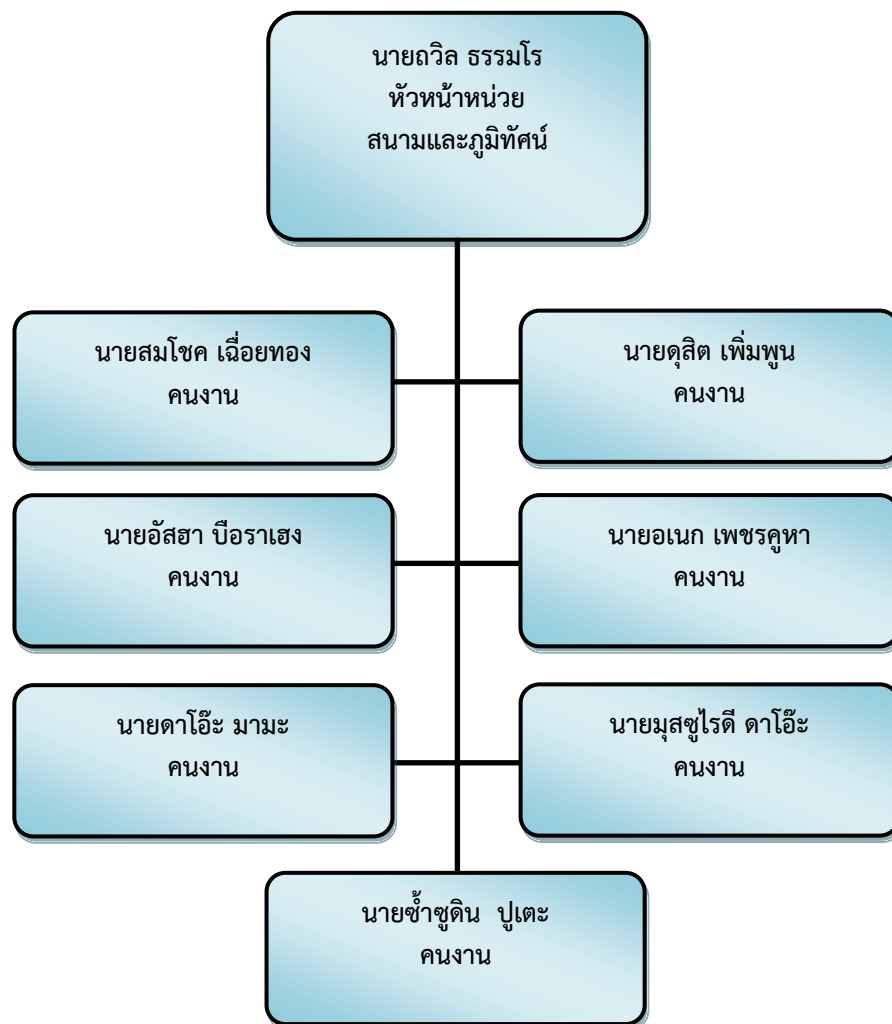 นายถวิล ธรรมโร
หัวหน้าหน่วย
สนามและภูมิทัศน์
นายสมโชค เฉื่อยทอง
คนงาน
นายดุสิต เพิ่มพูน
คนงาน
นายอัสฮา บือราเฮง
คนงาน
นายอเนก เพชรคูหา
คนงาน
นายดาโอ๊ะ มามะ
คนงาน
นายมุสซูไรดี ดาโอ๊ะ
คนงาน
นายซ้ำซูดิน ปูเตะ
คนงาน